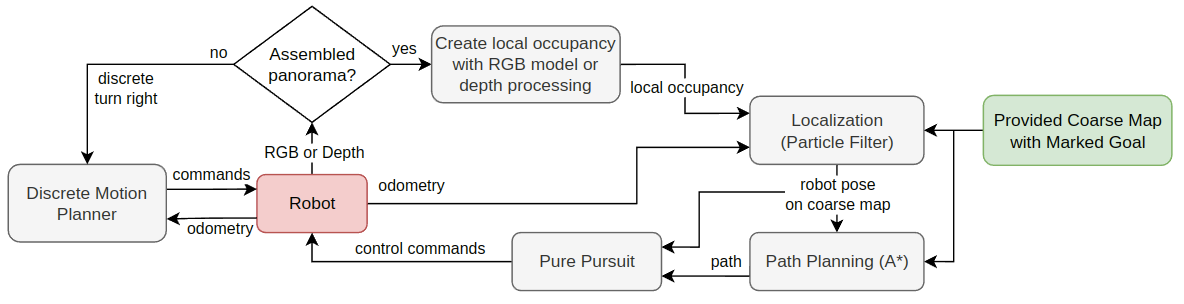 no
Assembled
panorama?
yes
Create local occupancy
with RGB model or
depth processing
discrete
turn right
local occupancy
Localization
(Particle Filter)
Provided Coarse Map
with Marked Goal
RGB or Depth
Discrete Motion
Planner
commands
odometry
Robot
odometry
robot pose
on coarse map
control commands
Pure Pursuit
path
Path Planning (A*)